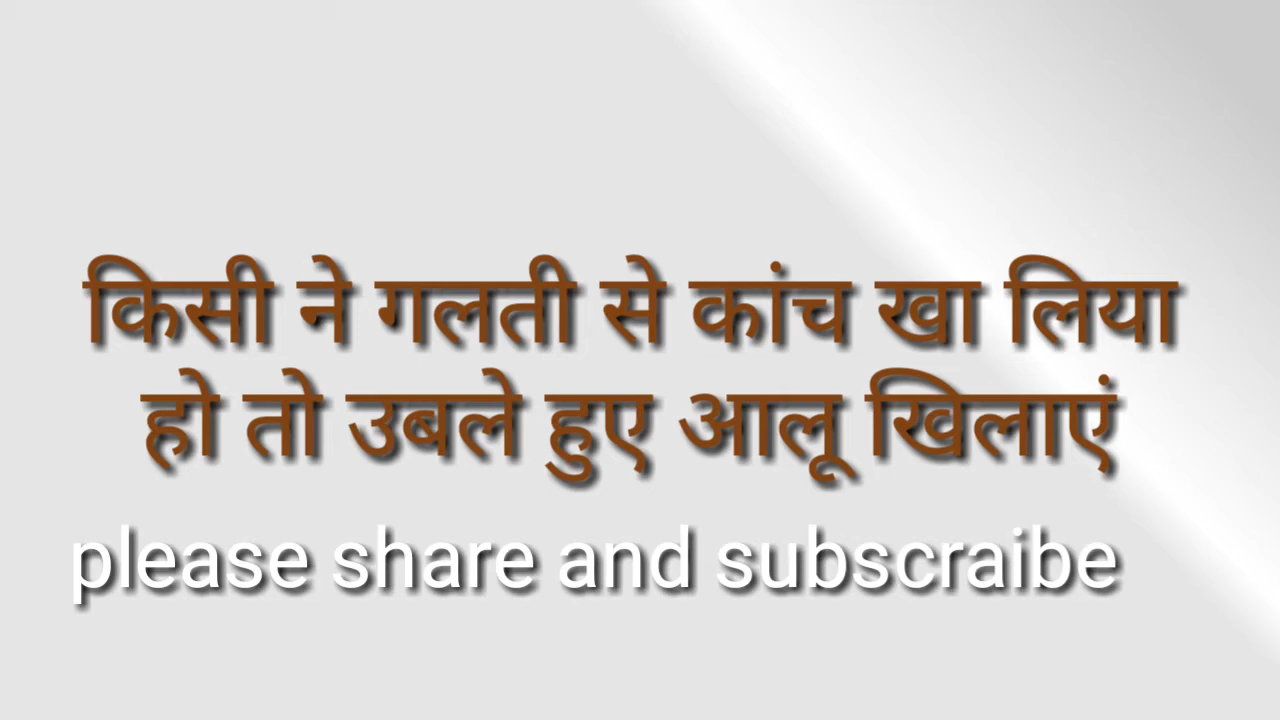 किसी ने गलती से कांच खा लिया
हो तो उबले हुए आलू खिलाएं
please share and subscraibe